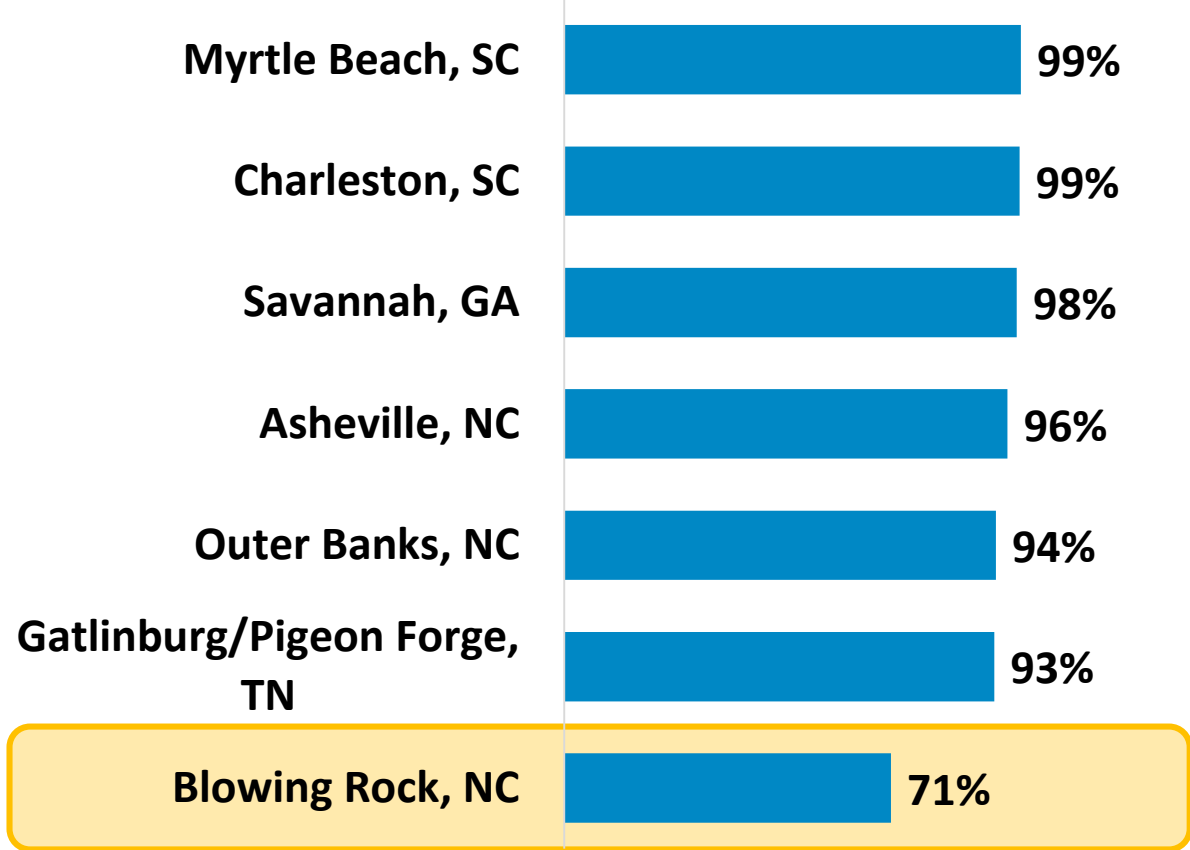 Myrtle Beach, SC 99%
Charleston, SC 99%
Savannah, GA 98%
Asheville, NC 96%
Outer Banks, NC 94%
Gatlinburg/Pigeon Forge,
TN 93%
Blowing Rock, NC 71%